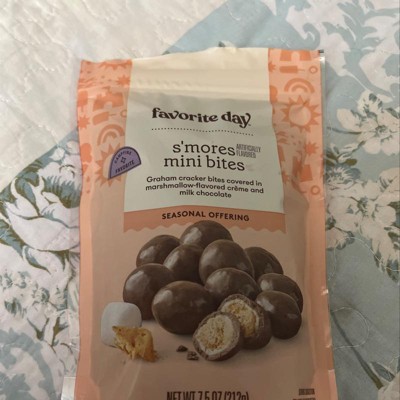 favorite day
s'mores ARTIFICIALLY FLAVORED
mini bites
Graham cracker bites covered in
marshmallow-flavored crème and
milk chocolate
SEASONAL OFFERING
FAVORITE
NET WT 7.5 OZ (212g)